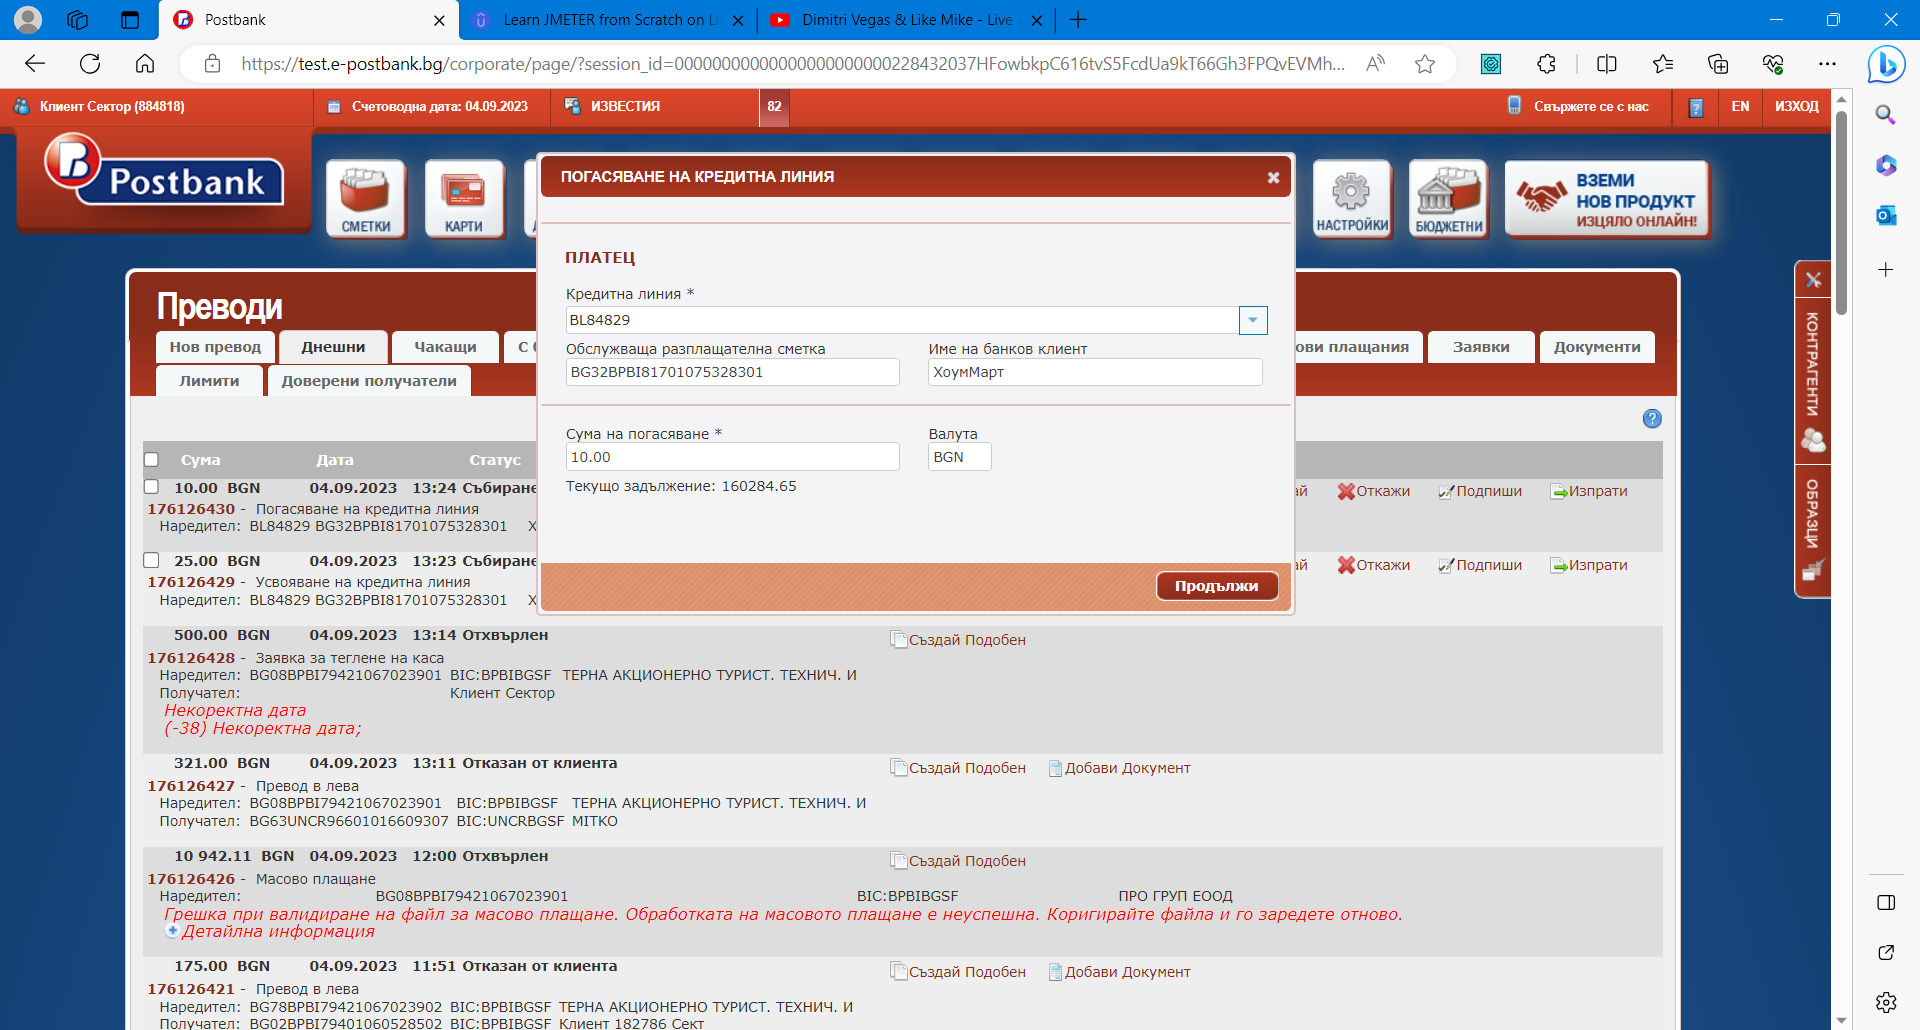 Postbank
Learn JMETER from Scratch on Li
Dimitri Vegas & Like Mike - Live
https://test.e-postbank.bg/corporate/page/?session_id=
Клиент Сектор (884818)
Счетоводна дата: 04.09.2023
ИЗВЕСТИЯ
82
Свържете се с нас
EN
ИЗХОД
Postbank
СМЕТКИ
КАРТИ
НАСТРОЙКИ
БЮДЖЕТНИ
ВЗЕМИ
НОВ ПРОДУКТ
ИЗЦЯЛО ОНЛАЙН!
ПОГАСЯВАНЕ НА КРЕДИТНА ЛИНИЯ
ПЛАТЕЦ
Кредитна линия *
BL84829
Обслужваща разплащателна сметка
Име на банков клиент
BG32BPBI81701075328301
ХоумМарт
Сума на погасяване *
Валута
10.00
BGN
Текущо задължение: 160284.65
Продължи
Преводи
Нов превод
Днешни
Чакащи
ови плащания
Заявки
Документи
Лимити
Доверени получатели
КОНТРАГЕНТИ
ОБРАЗЦИ
Сума Дата Статус
10.00 BGN 04.09.2023 13:24 Събиране
ай Откажи Подпиши Изпрати
176126430 - Погасяване на кредитна линия
Наредител: BL84829 BG32BPBI81701075328301 Х
25.00 BGN 04.09.2023 13:23 Събиране
ай Откажи Подпиши Изпрати
176126429 - Усвояване на кредитна линия
Наредител: BL84829 BG32BPBI81701075328301 Х
500.00 BGN 04.09.2023 13:14 Отхвърлен
Създай Подобен
176126428 - Заявка за теглене на каса
Наредител: BG08BPBI79421067023901 BIC:BPBIBGSF ТЕРНА АКЦИОНЕРНО ТУРИСТ. ТЕХНИЧ. И
Получател: Клиент Сектор
Некоректна дата
(-38) Некоректна дата;
321.00 BGN 04.09.2023 13:11 Отказан от клиента
Създай Подобен Добави Документ
176126427 - Превод в лева
Наредител: BG08BPBI79421067023901 BIC:BPBIBGSF ТЕРНА АКЦИОНЕРНО ТУРИСТ. ТЕХНИЧ. И
Получател: BG63UNCR96601016609307 BIC:UNCRBGSF MITKO
10 942.11 BGN 04.09.2023 12:00 Отхвърлен
Създай Подобен
176126426 - Масово плащане
Наредител: BG08BPBI79421067023901 BIC:BPBIBGSF ПРО ГРУП ЕООД
Грешка при валидиране на файл за масово плащане. Обработката на масовото плащане е неуспешна. Коригирайте файла и го заредете отново.
Детайлна информация
175.00 BGN 04.09.2023 11:51 Отказан от клиента
Създай Подобен Добави Документ
176126421 - Превод в лева
Наредител: BG78BPBI79421067023902 BIC:BPBIBGSF ТЕРНА АКЦИОНЕРНО ТУРИСТ. ТЕХНИЧ. И
Получател: BG02BPBI79401060528502 BIC:BPBIBGSF Клиент 182786 Сект